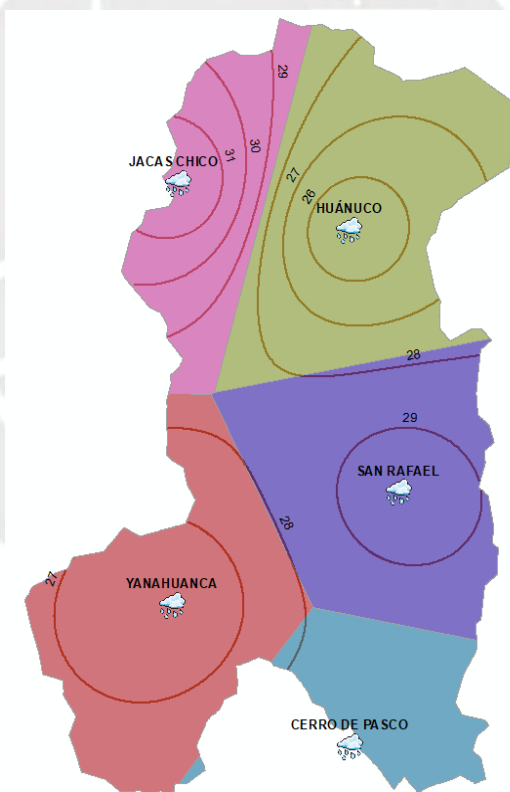 29
JACAS CHICO
31
30
27
26
HUÁNUCO
28
29
SAN RAFAEL
28
27
YANAHUANCA
CERRO DE PASCO